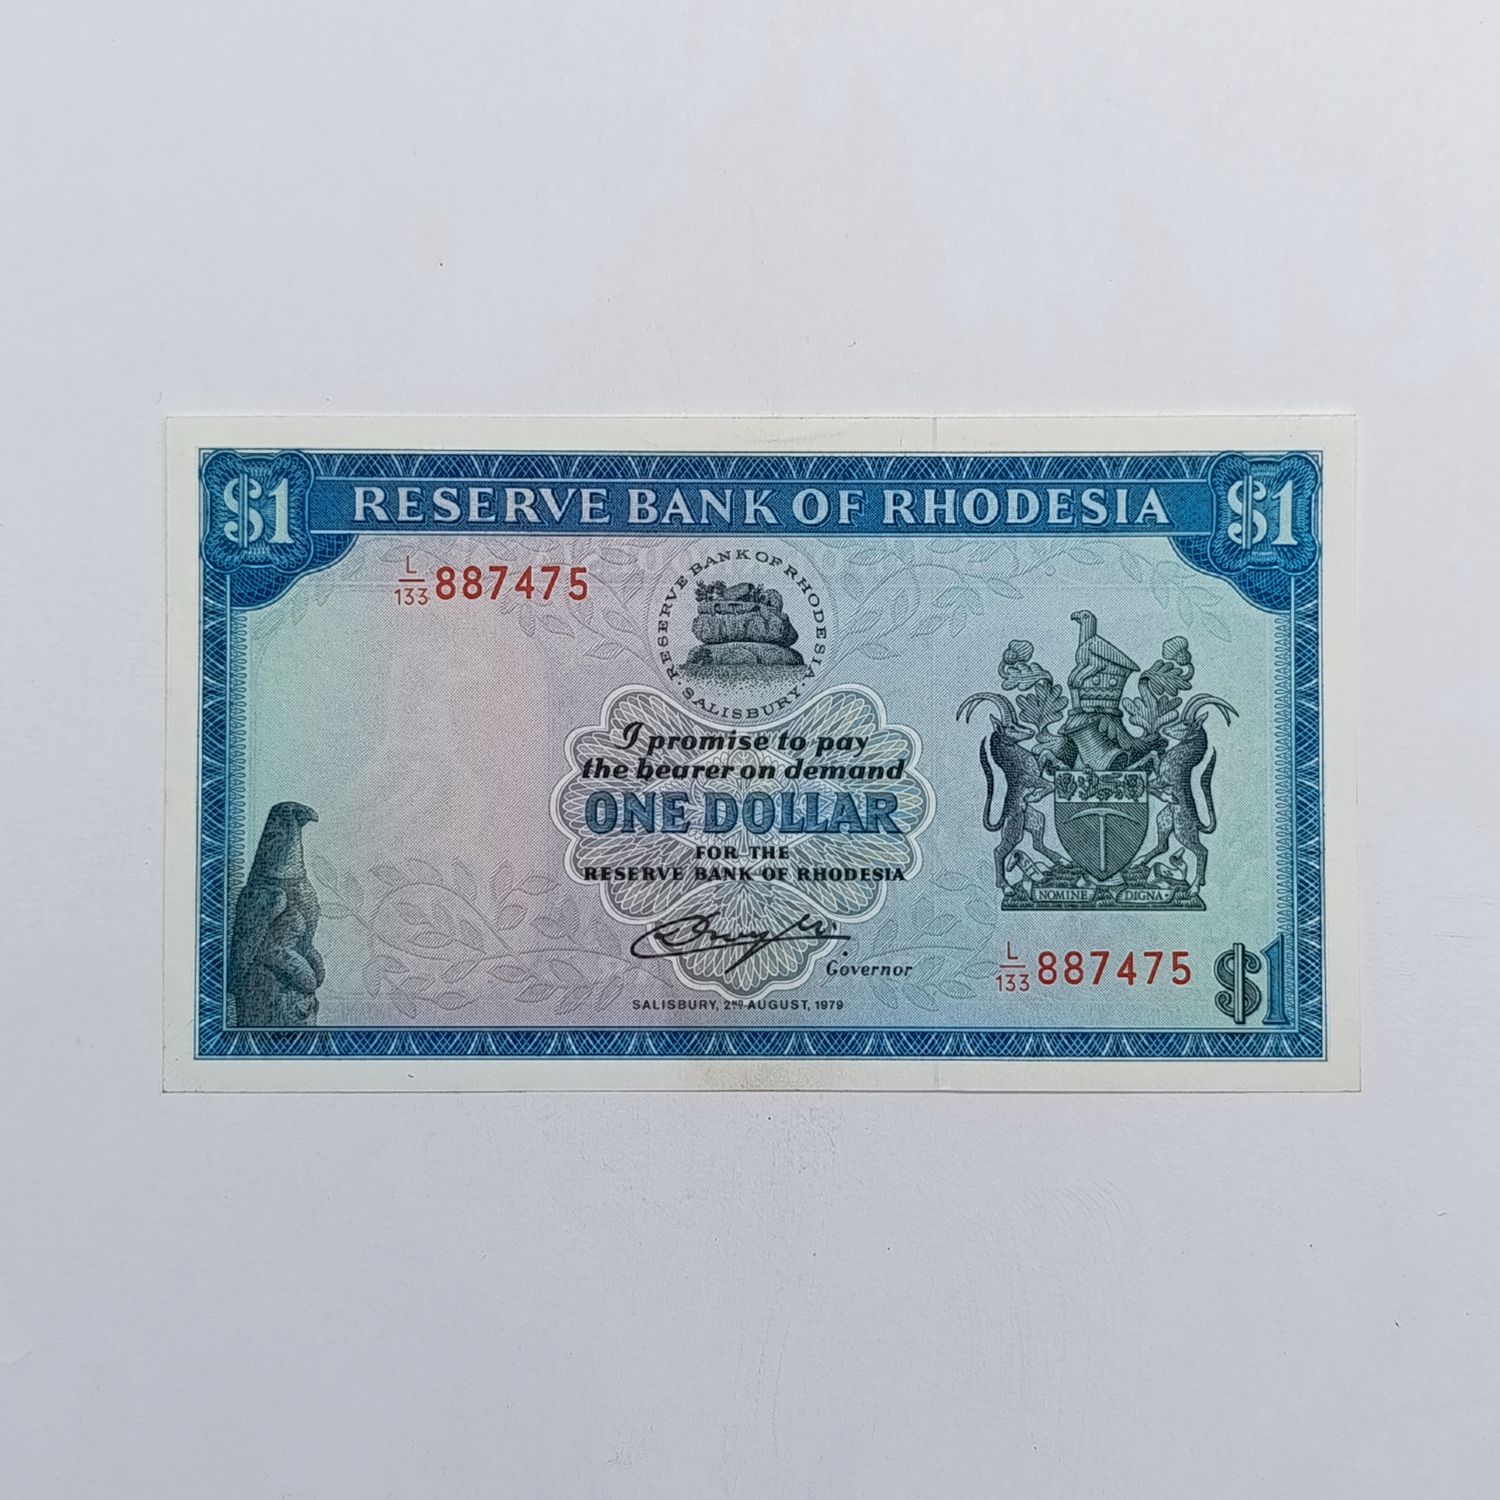 $1 RESERVE BANK OF RHODESIA $1
L/133 887475
RESERVE BANK OF RHODESIA
· SALISBURY ·
I promise to pay
the bearer on demand
ONE DOLLAR
FOR THE
RESERVE BANK OF RHODESIA
NOMINE DIGNA
Governor
L/133 887475 $1
SALISBURY, 2ND AUGUST, 1979